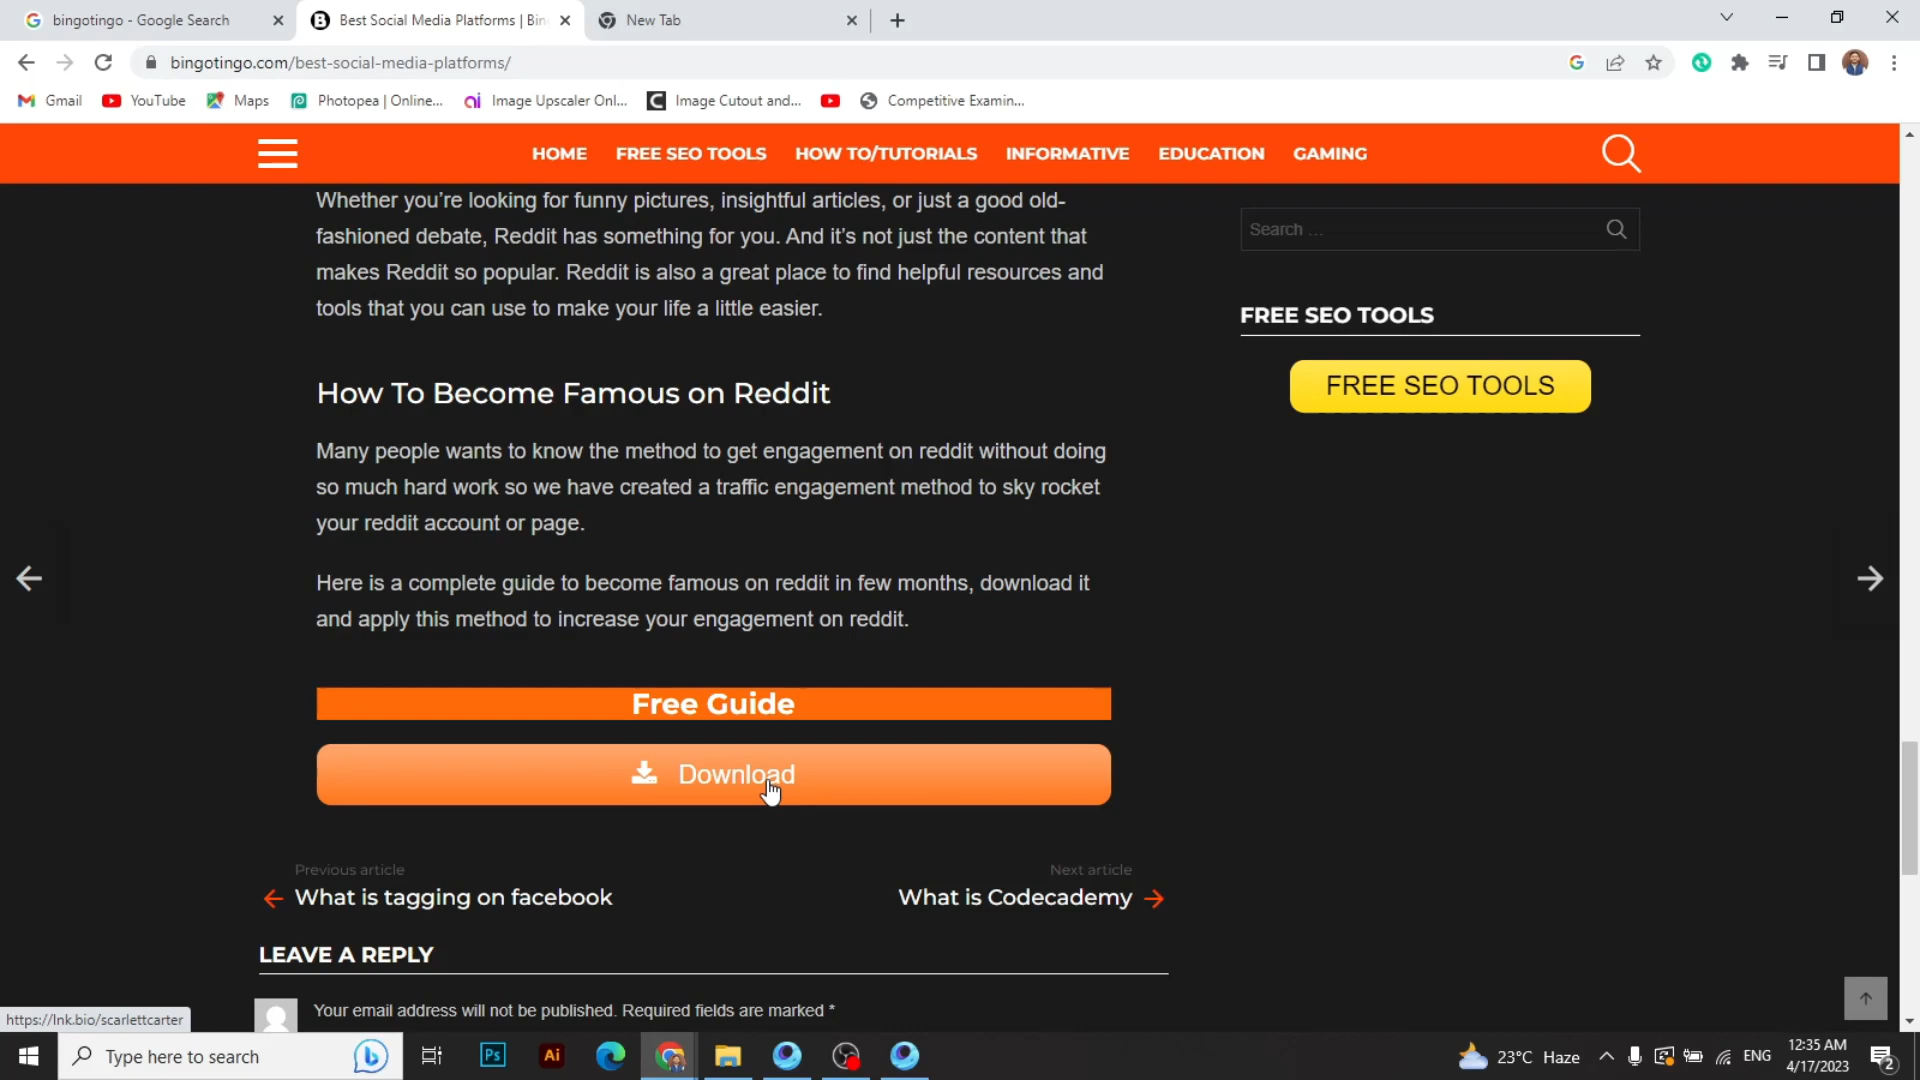 bingotingo - Google Search
Best Social Media Platforms | Bin
New Tab
bingotingo.com/best-social-media-platforms/
Gmail
YouTube
Maps
Photopea | Online...
Image Upscaler Onl...
Image Cutout and...
Competitive Examin...
HOME
FREE SEO TOOLS
HOW TO/TUTORIALS
INFORMATIVE
EDUCATION
GAMING
Whether you're looking for funny pictures, insightful articles, or just a good old-
fashioned debate, Reddit has something for you. And it's not just the content that
makes Reddit so popular. Reddit is also a great place to find helpful resources and
tools that you can use to make your life a little easier.
Search ...
FREE SEO TOOLS
FREE SEO TOOLS
How To Become Famous on Reddit
Many people wants to know the method to get engagement on reddit without doing
so much hard work so we have created a traffic engagement method to sky rocket
your reddit account or page.
Here is a complete guide to become famous on reddit in few months, download it
and apply this method to increase your engagement on reddit.
Free Guide
Download
Previous article
What is tagging on facebook
Next article
What is Codecademy
LEAVE A REPLY
Your email address will not be published. Required fields are marked *
https://lnk.bio/scarlettcarter
Type here to search
Ps
Ai
23°C Haze
ENG
12:35 AM
4/17/2023
2